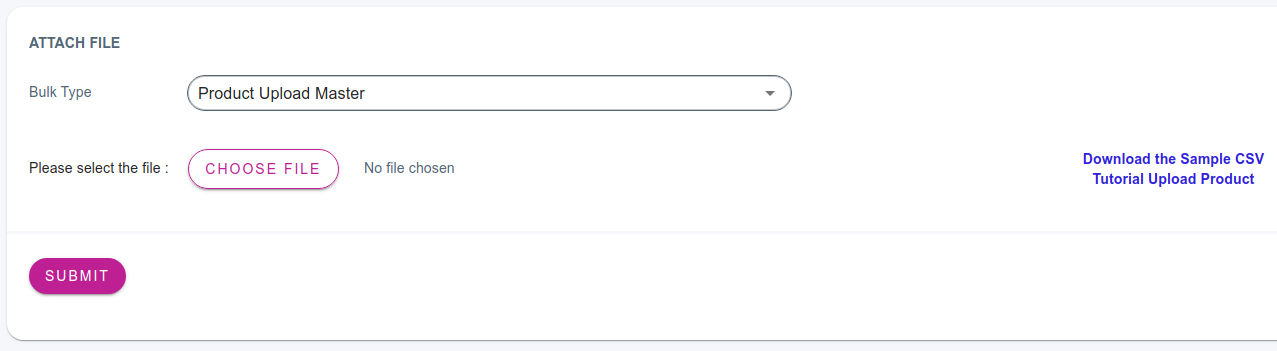 ATTACH FILE
Bulk Type
Product Upload Master
Please select the file :
CHOOSE FILE
No file chosen
Download the Sample CSV
Tutorial Upload Product
SUBMIT